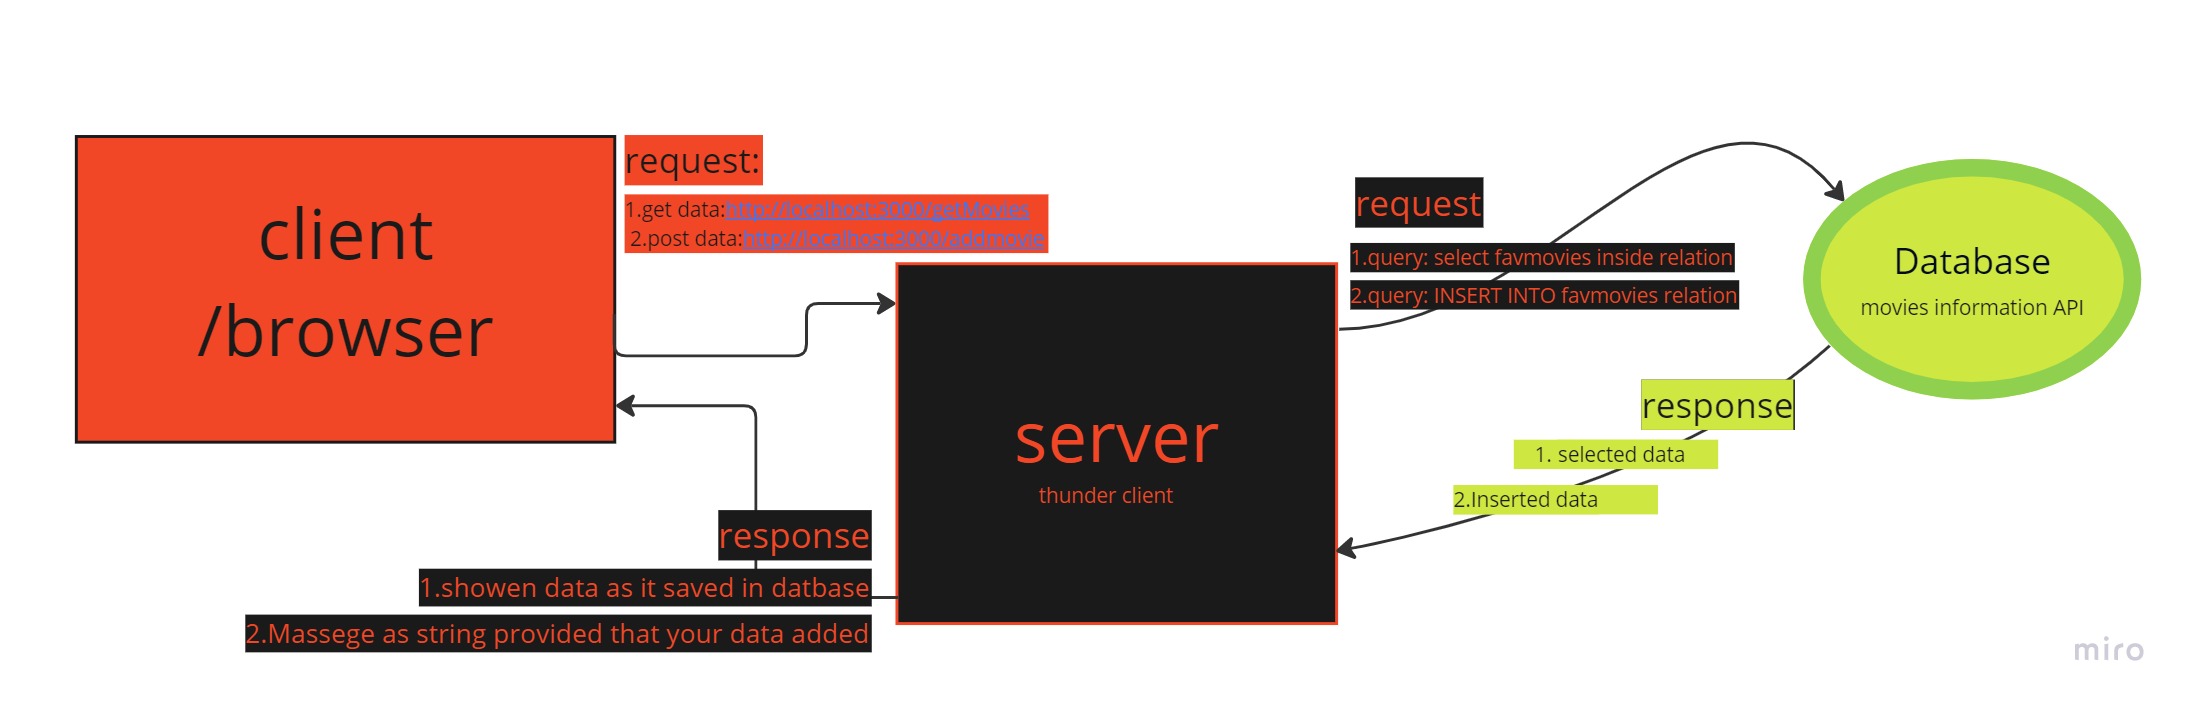 client
/browser
request:
1.get data:http://localhost:3000/getMovies
2.post data:http://localhost:3000/addmovie
server
thunder client
request
1.query: select favmovies inside relation
2.query: INSERT INTO favmovies relation
Database
movies information API
response
1. selected data
2.Inserted data
response
1.showen data as it saved in datbase
2.Massege as string provided that your data added
miro